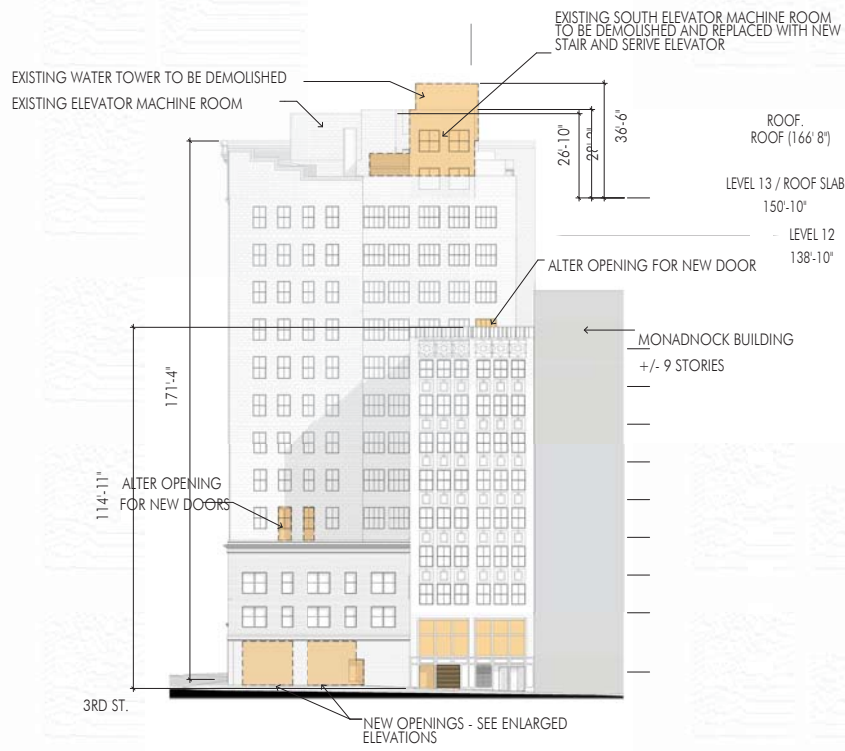 EXISTING SOUTH ELEVATOR MACHINE ROOM
TO BE DEMOLISHED AND REPLACED WITH NEW
STAIR AND SERIVE ELEVATOR
EXISTING WATER TOWER TO BE DEMOLISHED
EXISTING ELEVATOR MACHINE ROOM
26'-10"
36'-6"
ROOF.
ROOF (166' 8")
LEVEL 13 / ROOF SLAB
150'-10"
LEVEL 12
138'-10"
ALTER OPENING FOR NEW DOOR
MONADNOCK BUILDING
+/- 9 STORIES
171'-4"
114'-11"
ALTER OPENING
FOR NEW DOORS
3RD ST.
NEW OPENINGS - SEE ENLARGED
ELEVATIONS